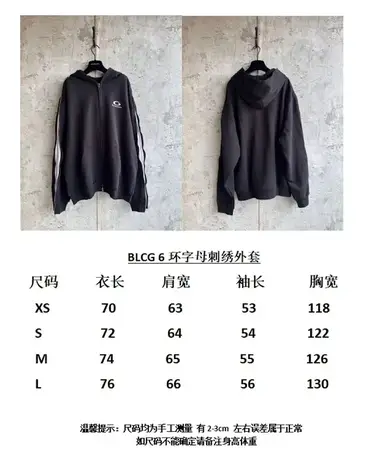 BLCG 6 环字母刺绣外套
尺码 衣长 肩宽 袖长 胸宽
XS 70 63 53 118
S 72 64 54 122
M 74 65 55 126
L 76 66 56 130
温馨提示：尺码均为手工测量 有 2-3cm 左右误差属于正常
如尺码不能确定请备注身高体重